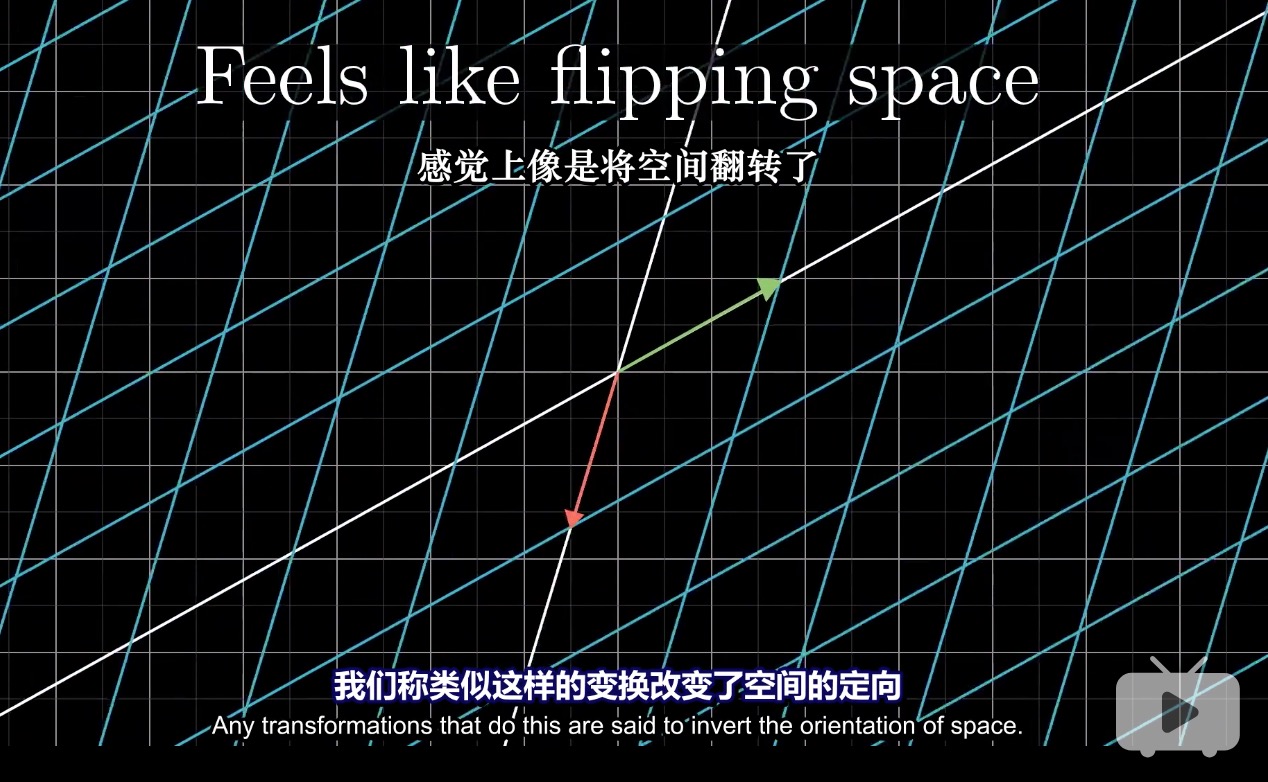 Feels like flipping space
感觉上像是将空间翻转了
我们称类似这样的变换改变了空间的定向
Any transformations that do this are said to invert the orientation of space.